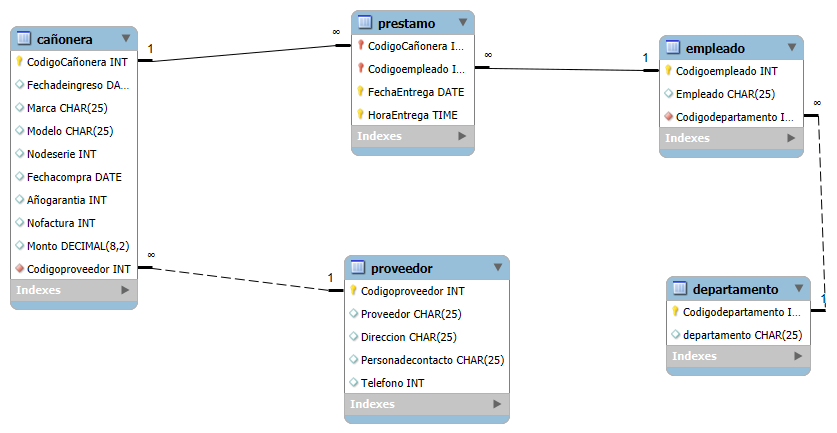 cañonera
CodigoCañonera INT
Fechadeingreso DA...
Marca CHAR(25)
Modelo CHAR(25)
Nodeserie INT
Fechacompra DATE
Añogarantia INT
Nofactura INT
Monto DECIMAL(8,2)
Codigoproveedor INT
Indexes
1
∞
prestamo
CodigoCañonera I...
Codigoempleado I...
FechaEntrega DATE
HoraEntrega TIME
Indexes
∞
1
empleado
Codigoempleado INT
Empleado CHAR(25)
Codigodepartamento I...
Indexes
∞
∞
1
proveedor
Codigoproveedor INT
Proveedor CHAR(25)
Direccion CHAR(25)
Personadecontacto CHAR(25)
Telefono INT
Indexes
departamento
Codigodepartamento I...
departamento CHAR(25)
Indexes
1